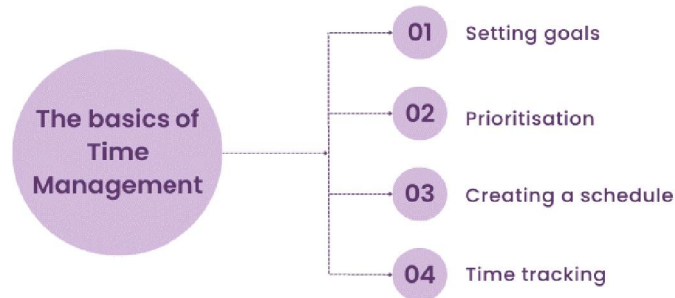 The basics of
Time
Management
01 Setting goals
02 Prioritisation
03 Creating a schedule
04 Time tracking